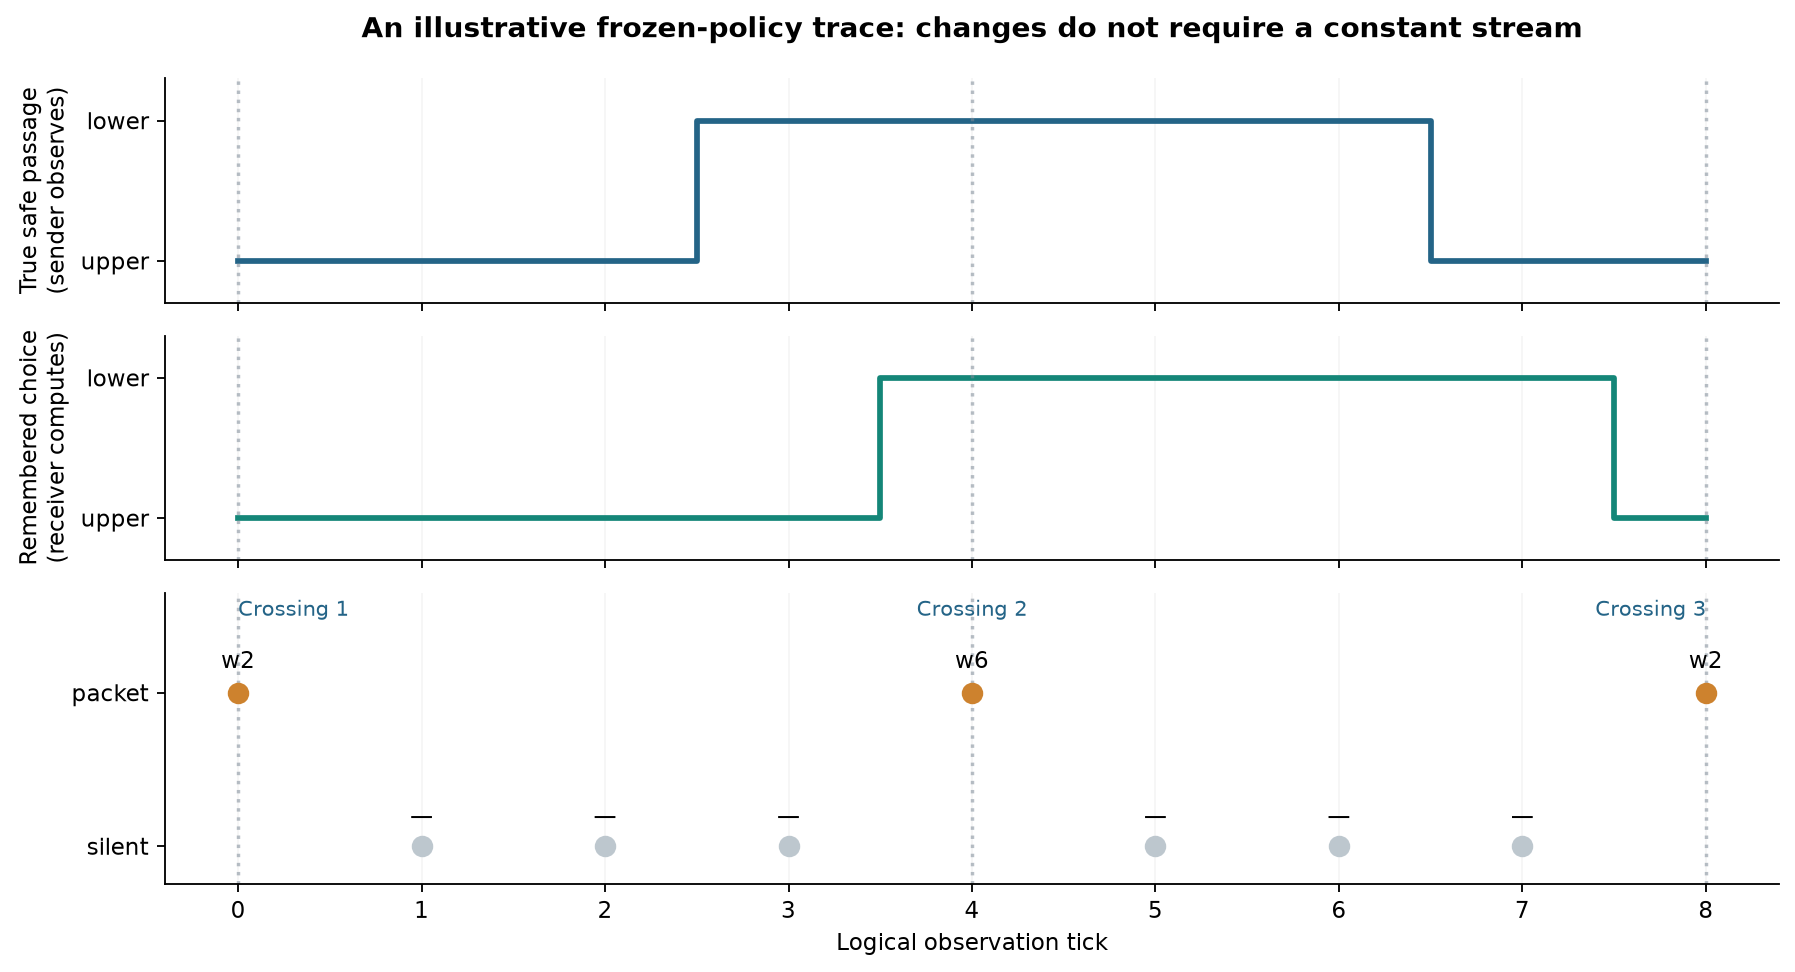 An illustrative frozen-policy trace: changes do not require a constant stream
True safe passage
(sender observes)
lower
upper
Remembered choice
(receiver computes)
lower
upper
Crossing 1
Crossing 2
Crossing 3
w2
w6
w2
packet
— — — — — —
silent
0 1 2 3 4 5 6 7 8
Logical observation tick